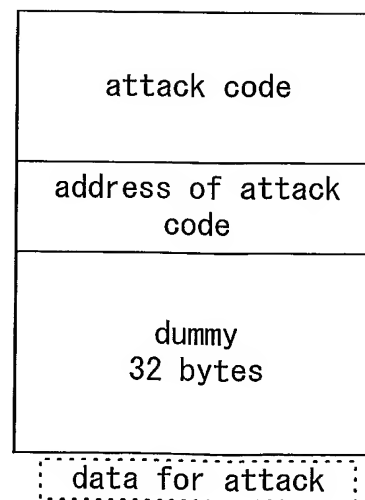 attack code
address of attack
code
dummy
32 bytes
data for attack